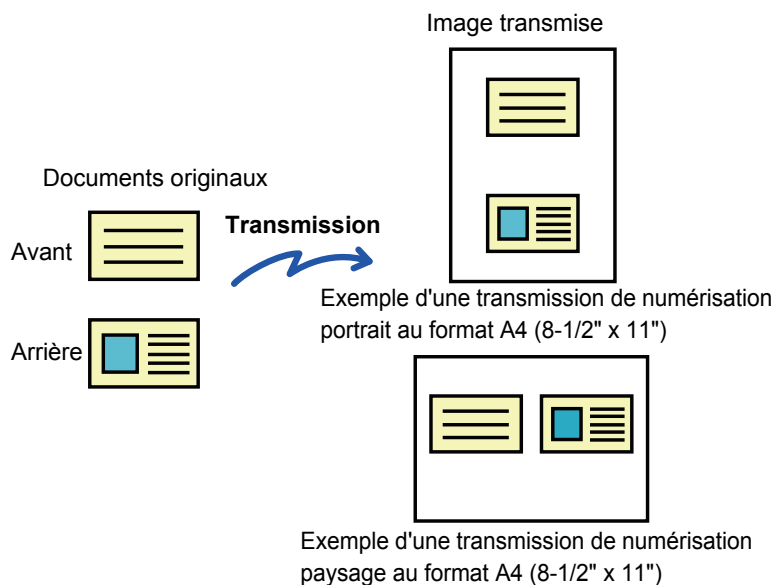 Image transmise
Documents originaux
Transmission
Avant
Arrière
Exemple d'une transmission de numérisation
portrait au format A4 (8-1/2" x 11")
Exemple d'une transmission de numérisation
paysage au format A4 (8-1/2" x 11")